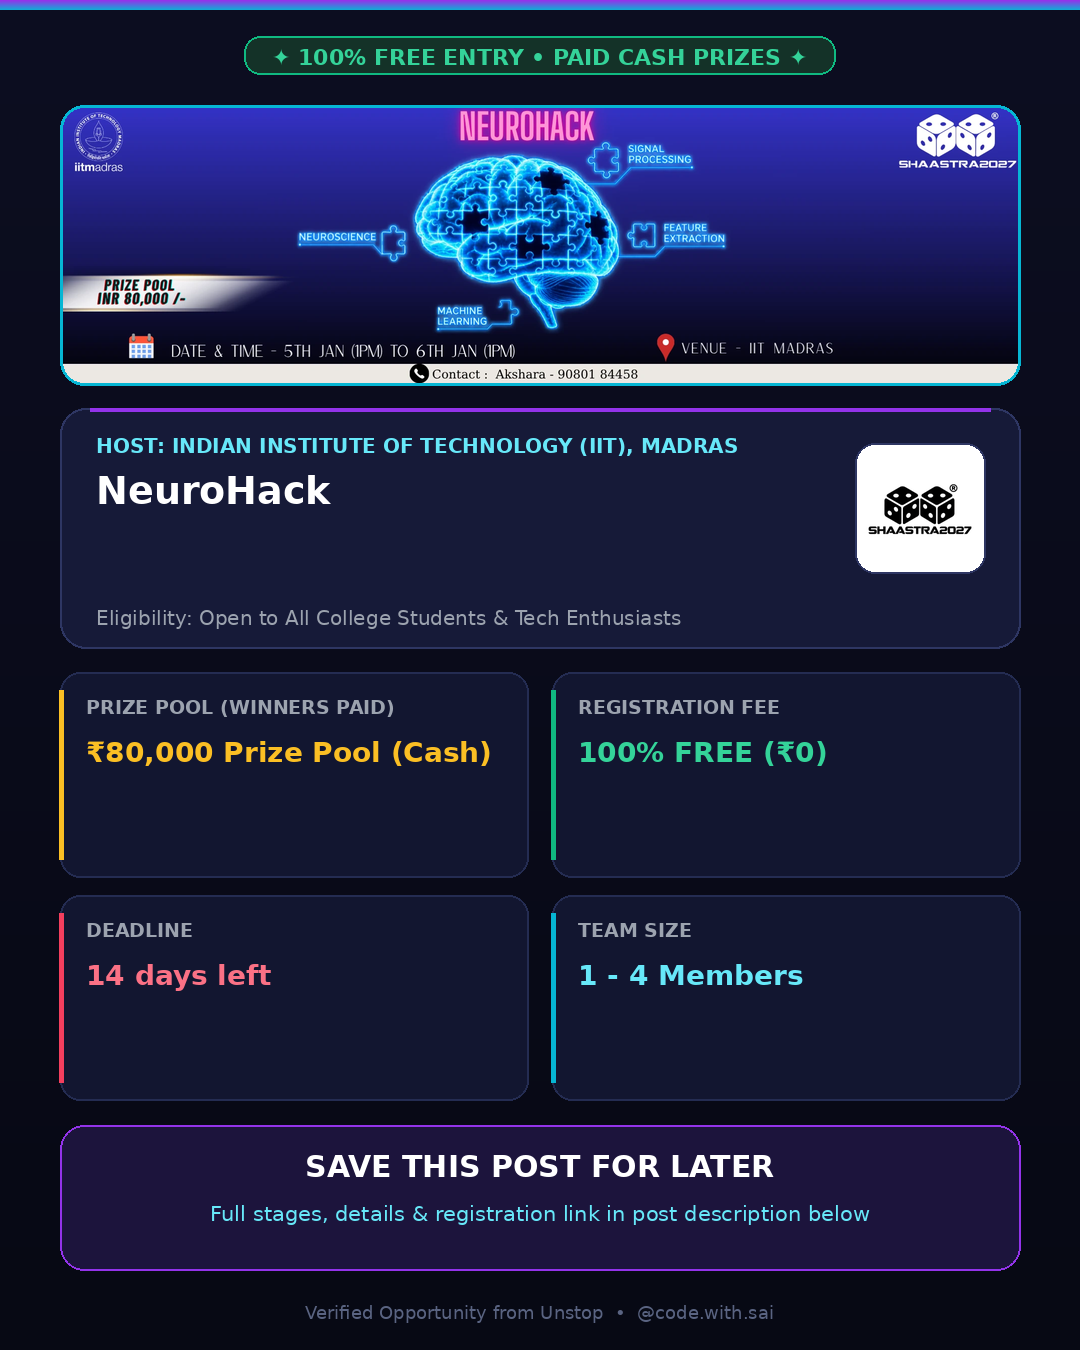 ✦ 100% FREE ENTRY • PAID CASH PRIZES ✦
iitmadras
NEUROHACK
SHAASTRA2027
SIGNAL
PROCESSING
NEUROSCIENCE
FEATURE
EXTRACTION
PRIZE POOL
INR 80,000 /-
MACHINE
LEARNING
DATE & TIME - 5TH JAN (1PM) TO 6TH JAN (1PM)
VENUE - IIT MADRAS
Contact : Akshara - 90801 84458
HOST: INDIAN INSTITUTE OF TECHNOLOGY (IIT), MADRAS
NeuroHack
SHAASTRA2027
Eligibility: Open to All College Students & Tech Enthusiasts
PRIZE POOL (WINNERS PAID)
₹80,000 Prize Pool (Cash)
REGISTRATION FEE
100% FREE (₹0)
DEADLINE
14 days left
TEAM SIZE
1 - 4 Members
SAVE THIS POST FOR LATER
Full stages, details & registration link in post description below
Verified Opportunity from Unstop • @code.with.sai